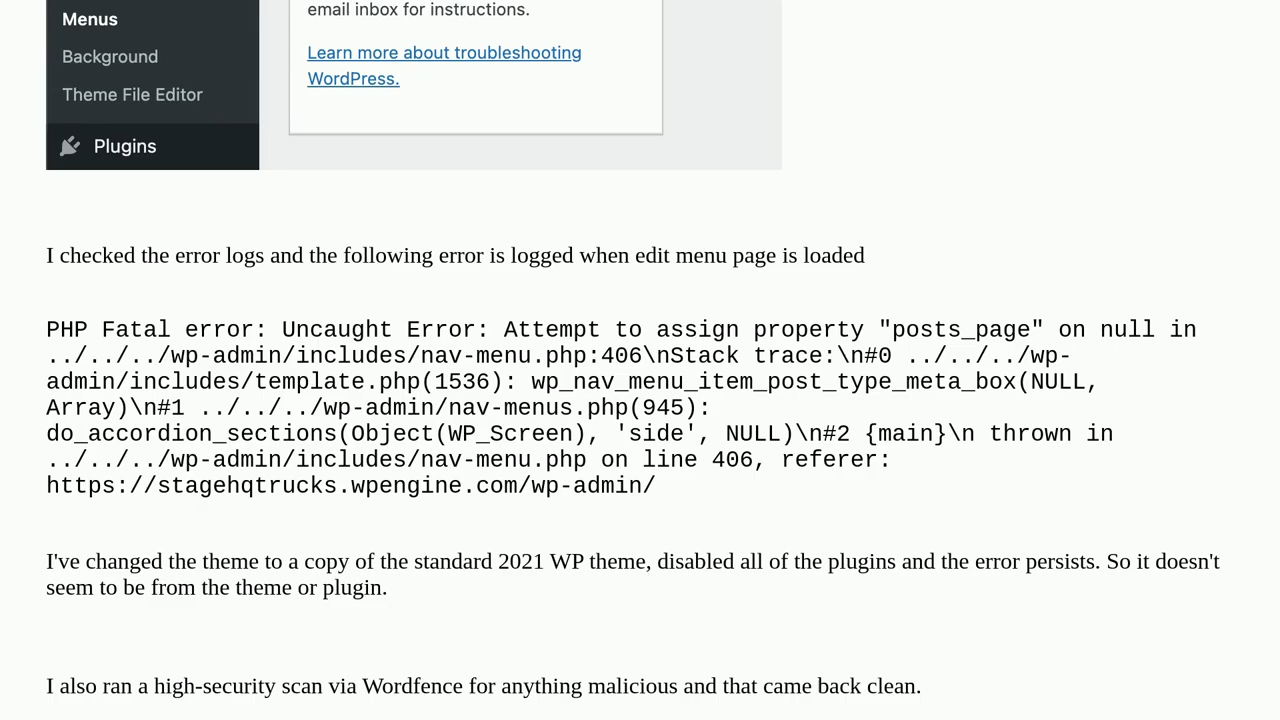 email inbox for instructions.
Menus
Learn more about troubleshooting
Background
WordPress.
Theme File Editor
Plugins
I checked the error logs and the following error is logged when edit menu page is loaded
PHP Fatal error: Uncaught Error: Attempt to assign property "posts_page" on null in
../../../wp-admin/includes/nav-menu.php:406\nStack trace:\n#0 ../../../wp-
admin/includes/template.php(1536): wp_nav_menu_item_post_type_meta_box(NULL,
Array)\n#1 ../../../wp-admin/nav-menus.php(945):
do_accordion_sections(Object(WP_Screen), 'side', NULL)\n#2 {main}\n thrown in
../../../wp-admin/includes/nav-menu.php on line 406, referer:
https://stagehqtrucks.wpengine.com/wp-admin/
I've changed the theme to a copy of the standard 2021 WP theme, disabled all of the plugins and the error persists. So it doesn't
seem to be from the theme or plugin.
I also ran a high-security scan via Wordfence for anything malicious and that came back clean.